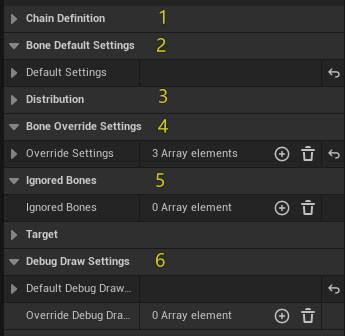 Chain Definition 1
Bone Default Settings 2
Default Settings
Distribution 3
Bone Override Settings 4
Override Settings 3 Array elements
Ignored Bones 5
Ignored Bones 0 Array element
Target
Debug Draw Settings 6
Default Debug Draw...
Override Debug Dra... 0 Array element